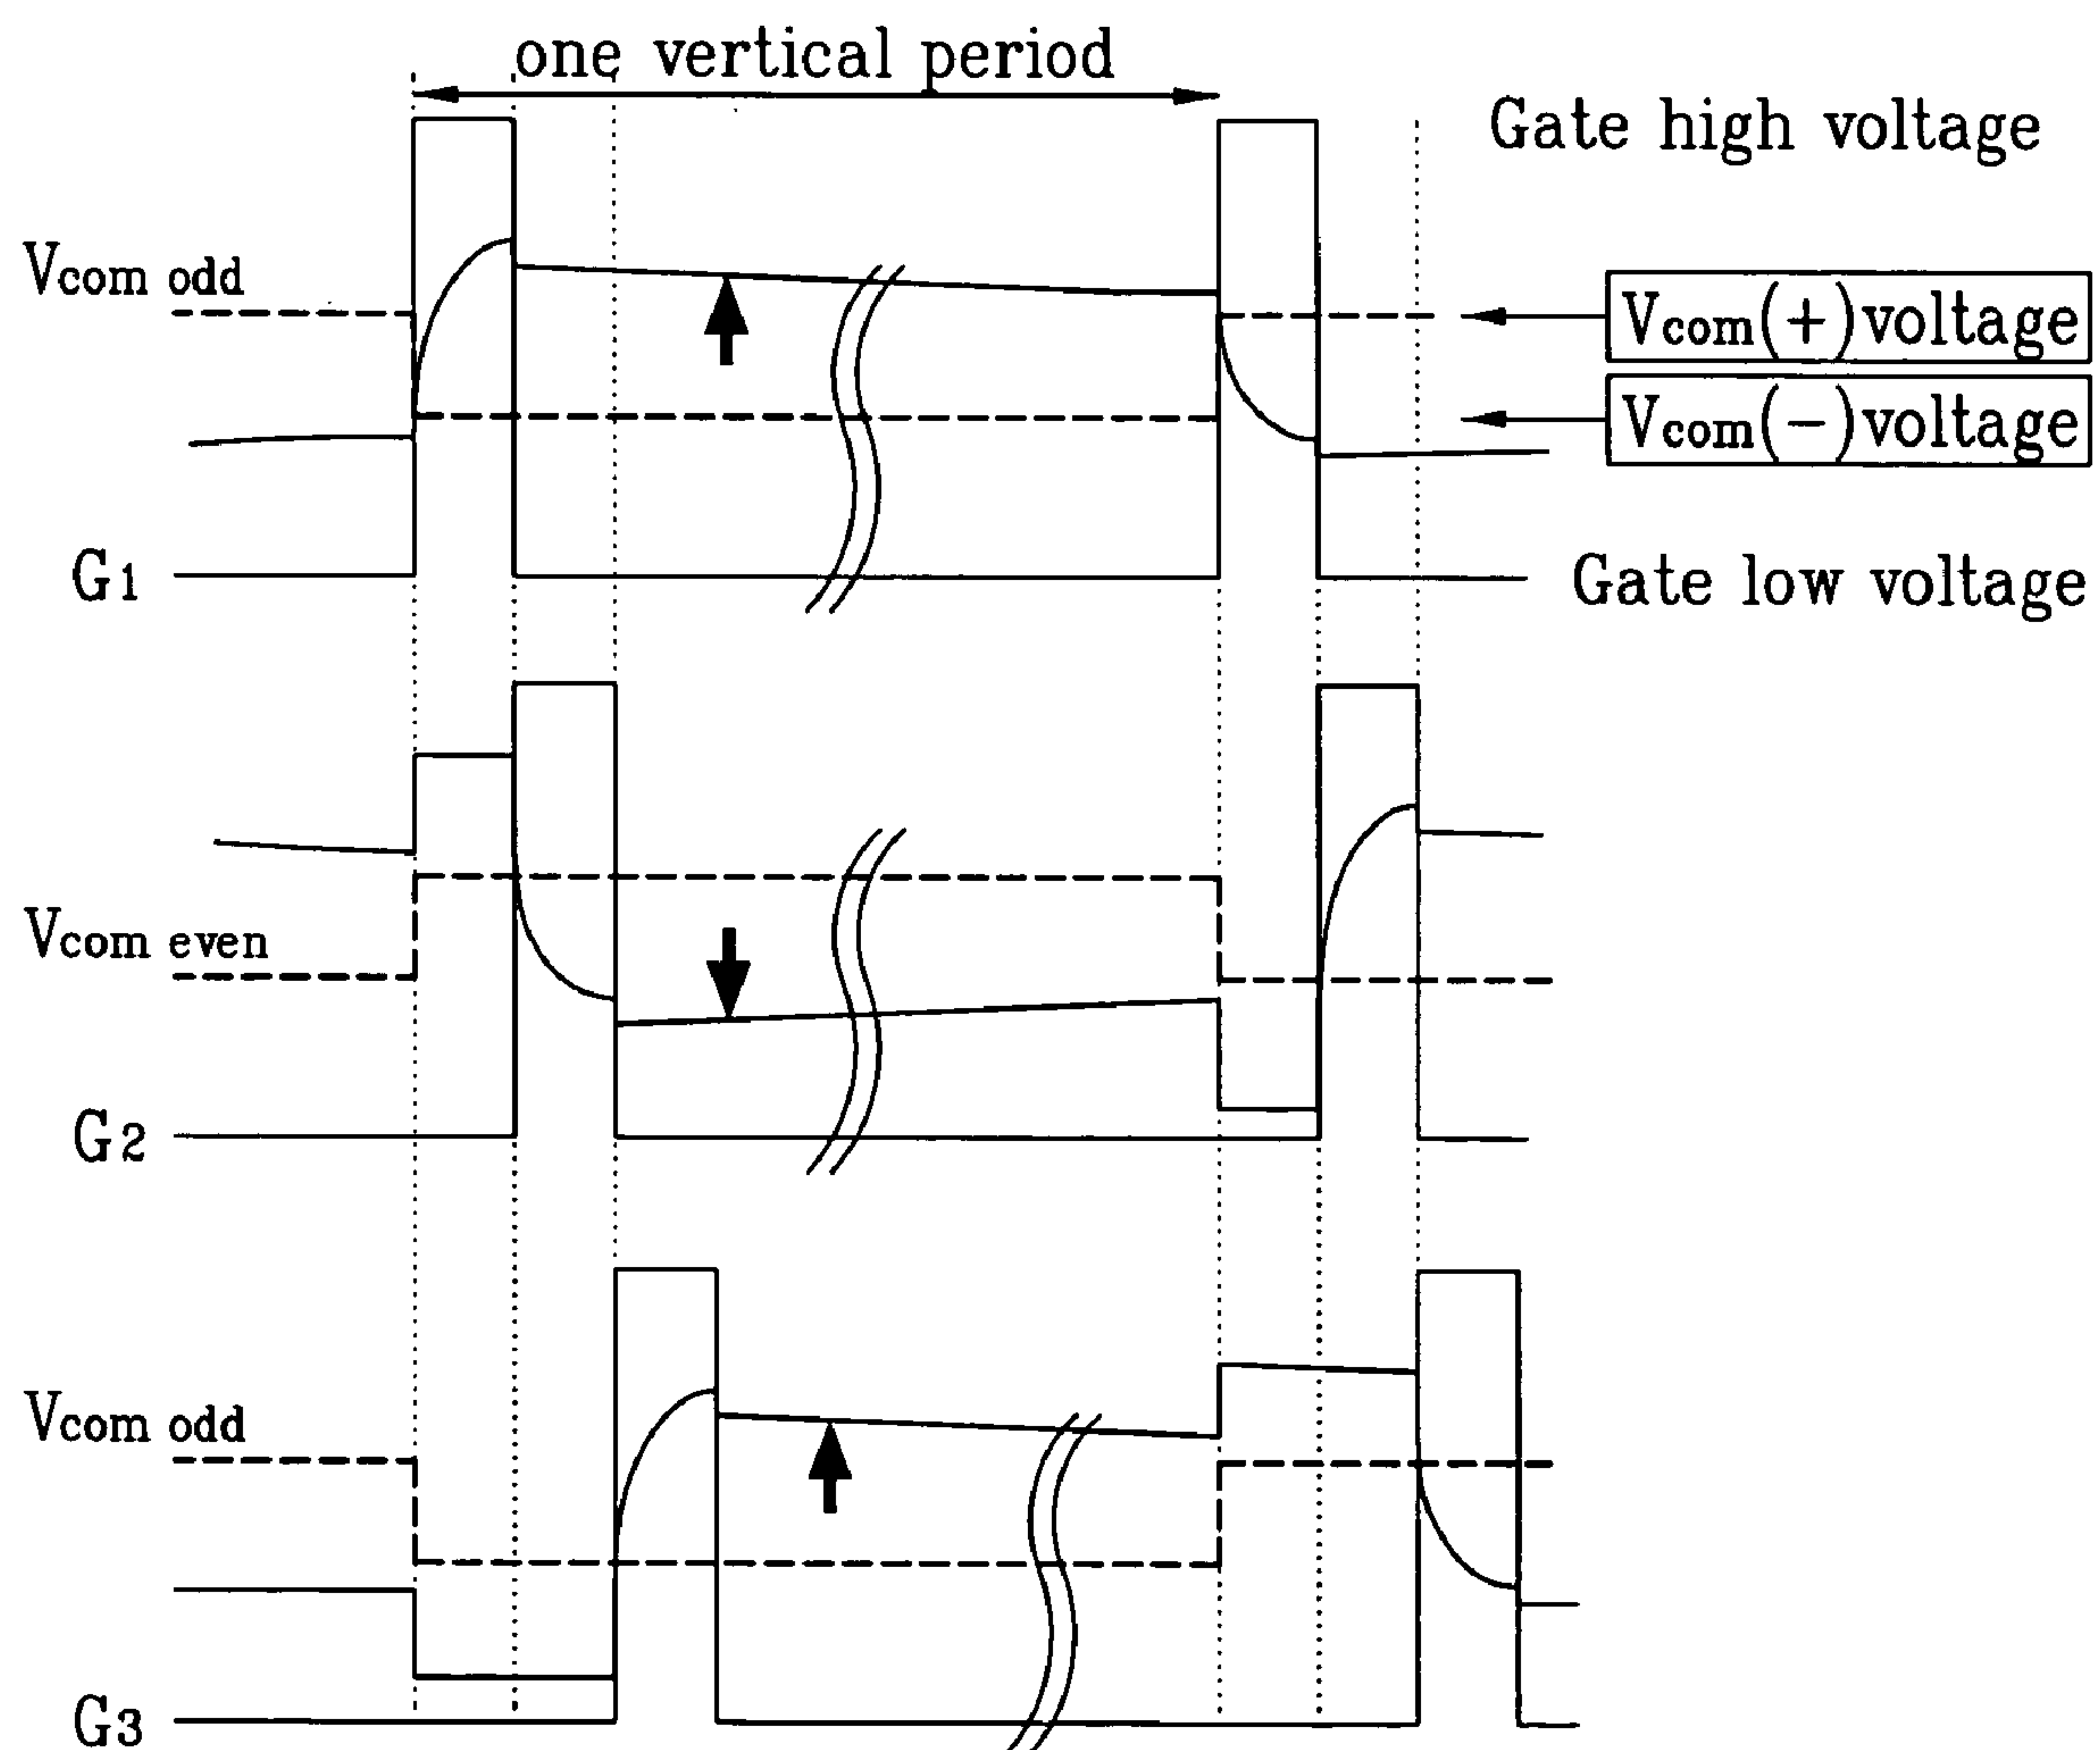 one vertical period
Gate high voltage
Vcom odd
Vcom(+)voltage
Vcom(−)voltage
G1
Gate low voltage
Vcom even
G2
Vcom odd
G3